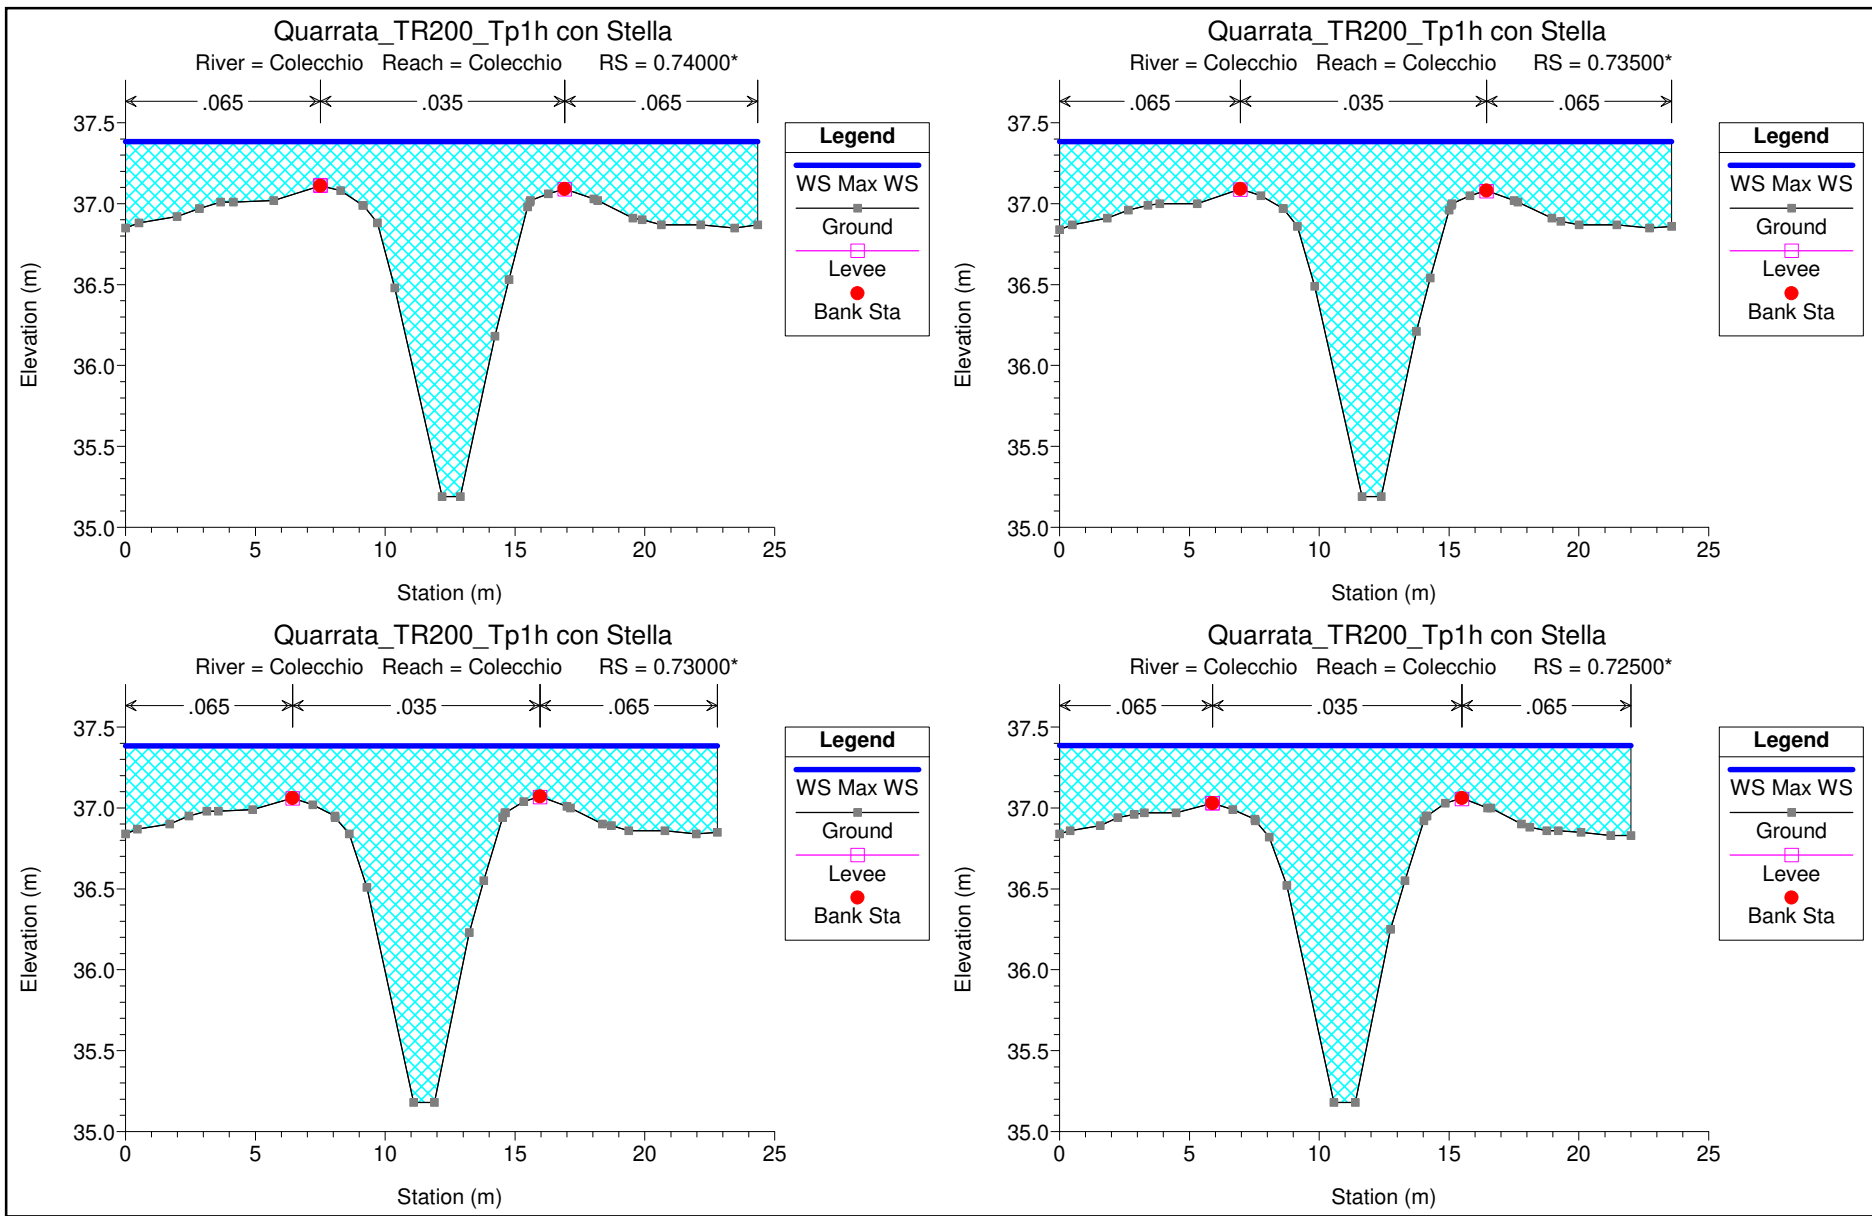 Quarrata_TR200_Tp1h con Stella
River = Colecchio Reach = Colecchio RS = 0.74000*
.065 .035 .065
37.5
37.0
36.5
36.0
35.5
35.0
0 5 10 15 20 25
Station (m)
Elevation (m)
Legend
WS Max WS
Ground
Levee
Bank Sta
Quarrata_TR200_Tp1h con Stella
River = Colecchio Reach = Colecchio RS = 0.73500*
.065 .035 .065
37.5
37.0
36.5
36.0
35.5
35.0
0 5 10 15 20 25
Station (m)
Elevation (m)
Legend
WS Max WS
Ground
Levee
Bank Sta
Quarrata_TR200_Tp1h con Stella
River = Colecchio Reach = Colecchio RS = 0.73000*
.065 .035 .065
37.5
37.0
36.5
36.0
35.5
35.0
0 5 10 15 20 25
Station (m)
Elevation (m)
Legend
WS Max WS
Ground
Levee
Bank Sta
Quarrata_TR200_Tp1h con Stella
River = Colecchio Reach = Colecchio RS = 0.72500*
.065 .035 .065
37.5
37.0
36.5
36.0
35.5
35.0
0 5 10 15 20 25
Station (m)
Elevation (m)
Legend
WS Max WS
Ground
Levee
Bank Sta